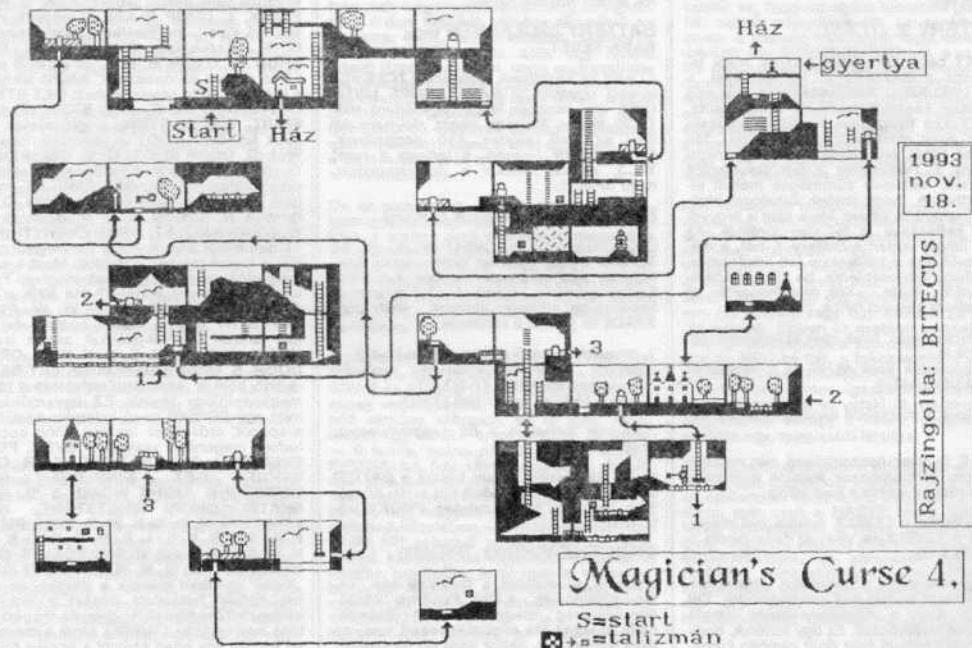 Ház
gyertya
S
Start
Ház
1993
nov.
18.
2
3
1
2
3
1
Rajzingolta: BITECUS
Magician's Curse 4.
S=start
=talizmán